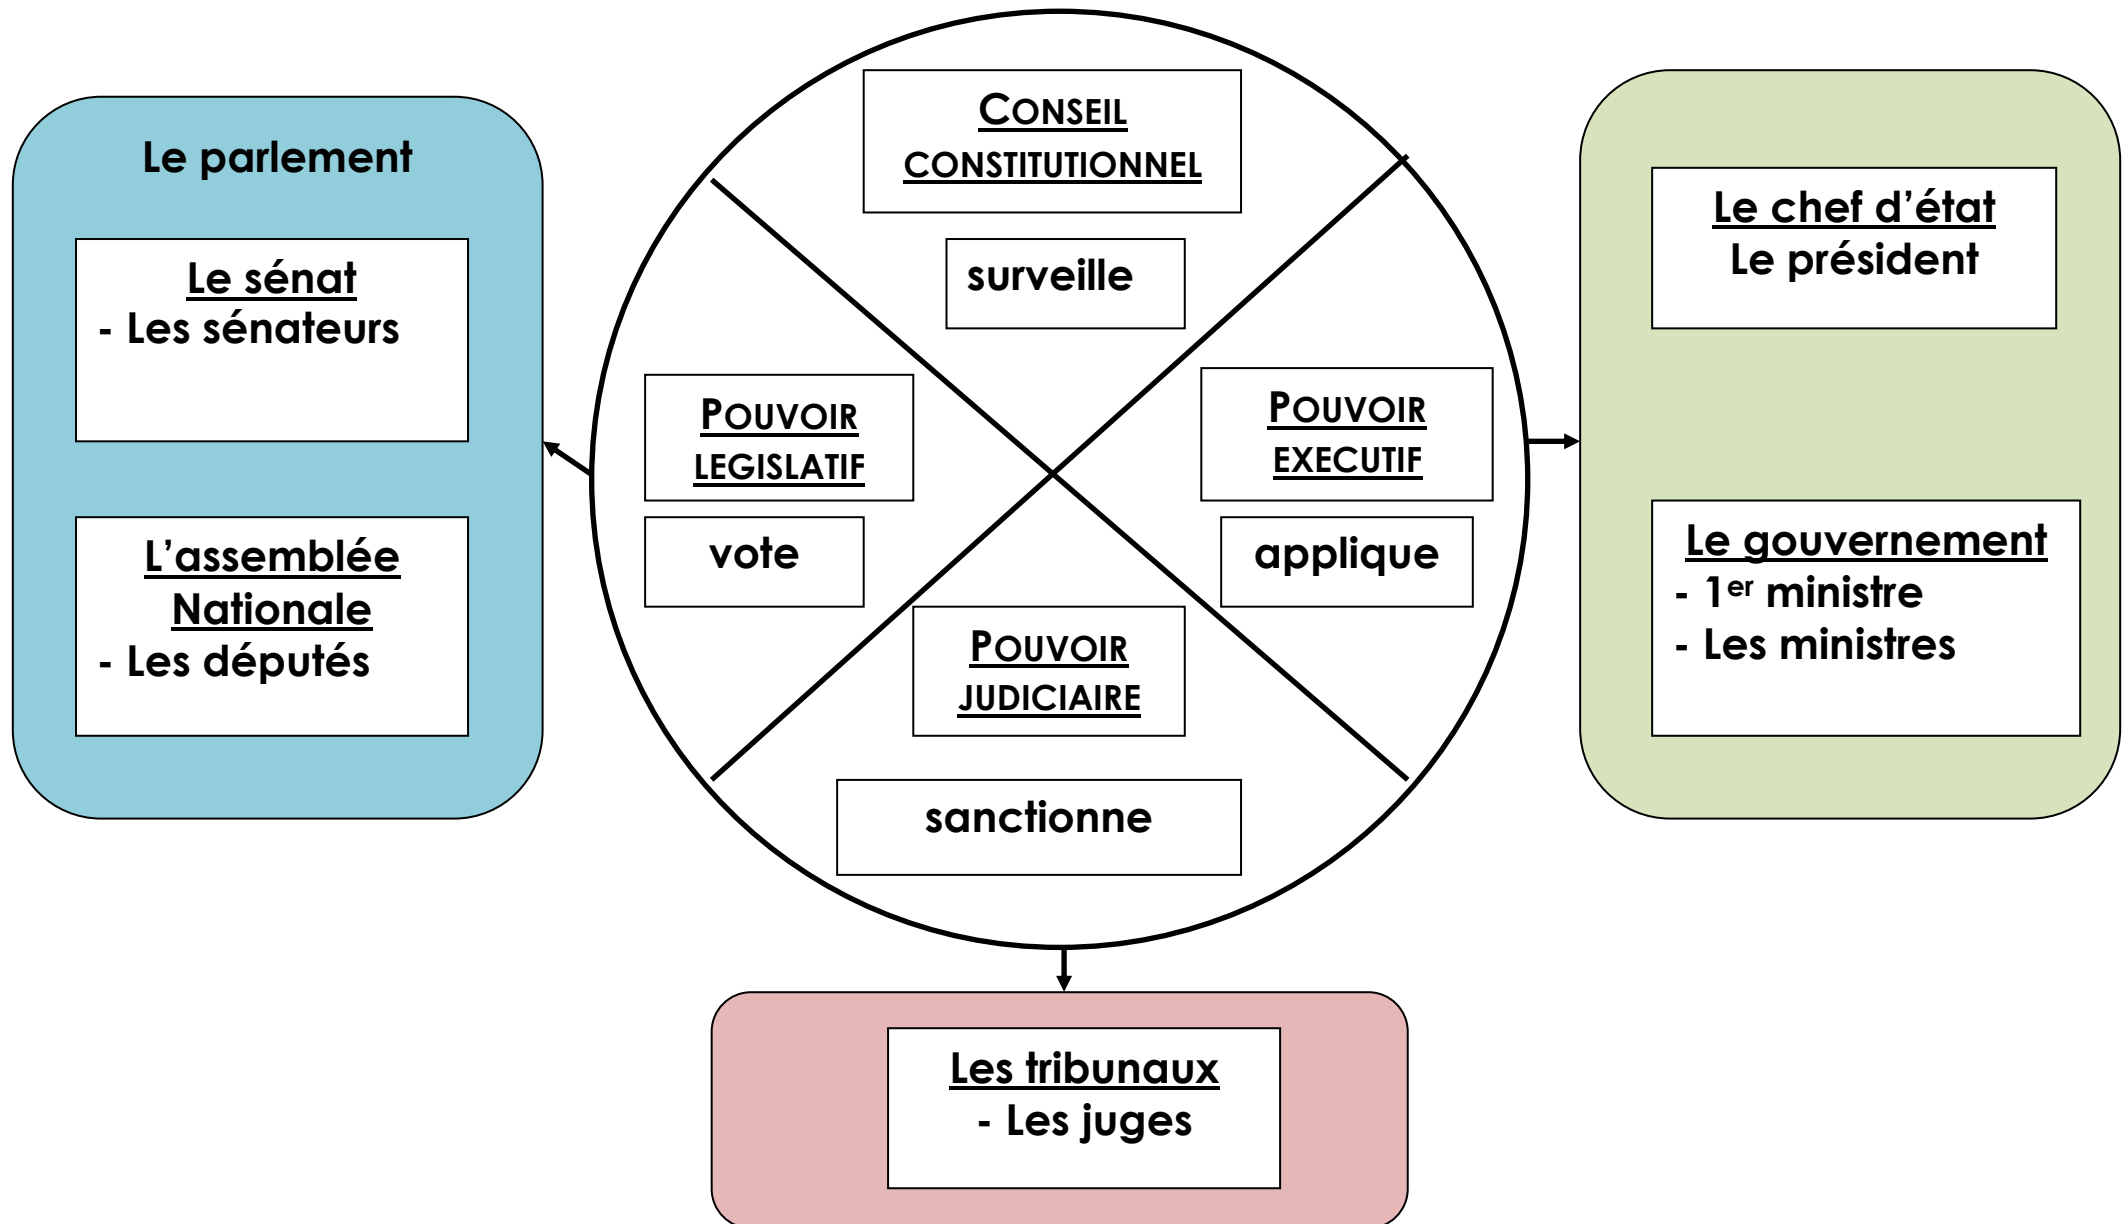 Le parlement
Le sénat
- Les sénateurs
L’assemblée
Nationale
- Les députés
CONSEIL
CONSTITUTIONNEL
surveille
POUVOIR
LEGISLATIF
vote
POUVOIR
EXECUTIF
applique
POUVOIR
JUDICIAIRE
sanctionne
Le chef d’état
Le président
Le gouvernement
- 1er ministre
- Les ministres
Les tribunaux
- Les juges